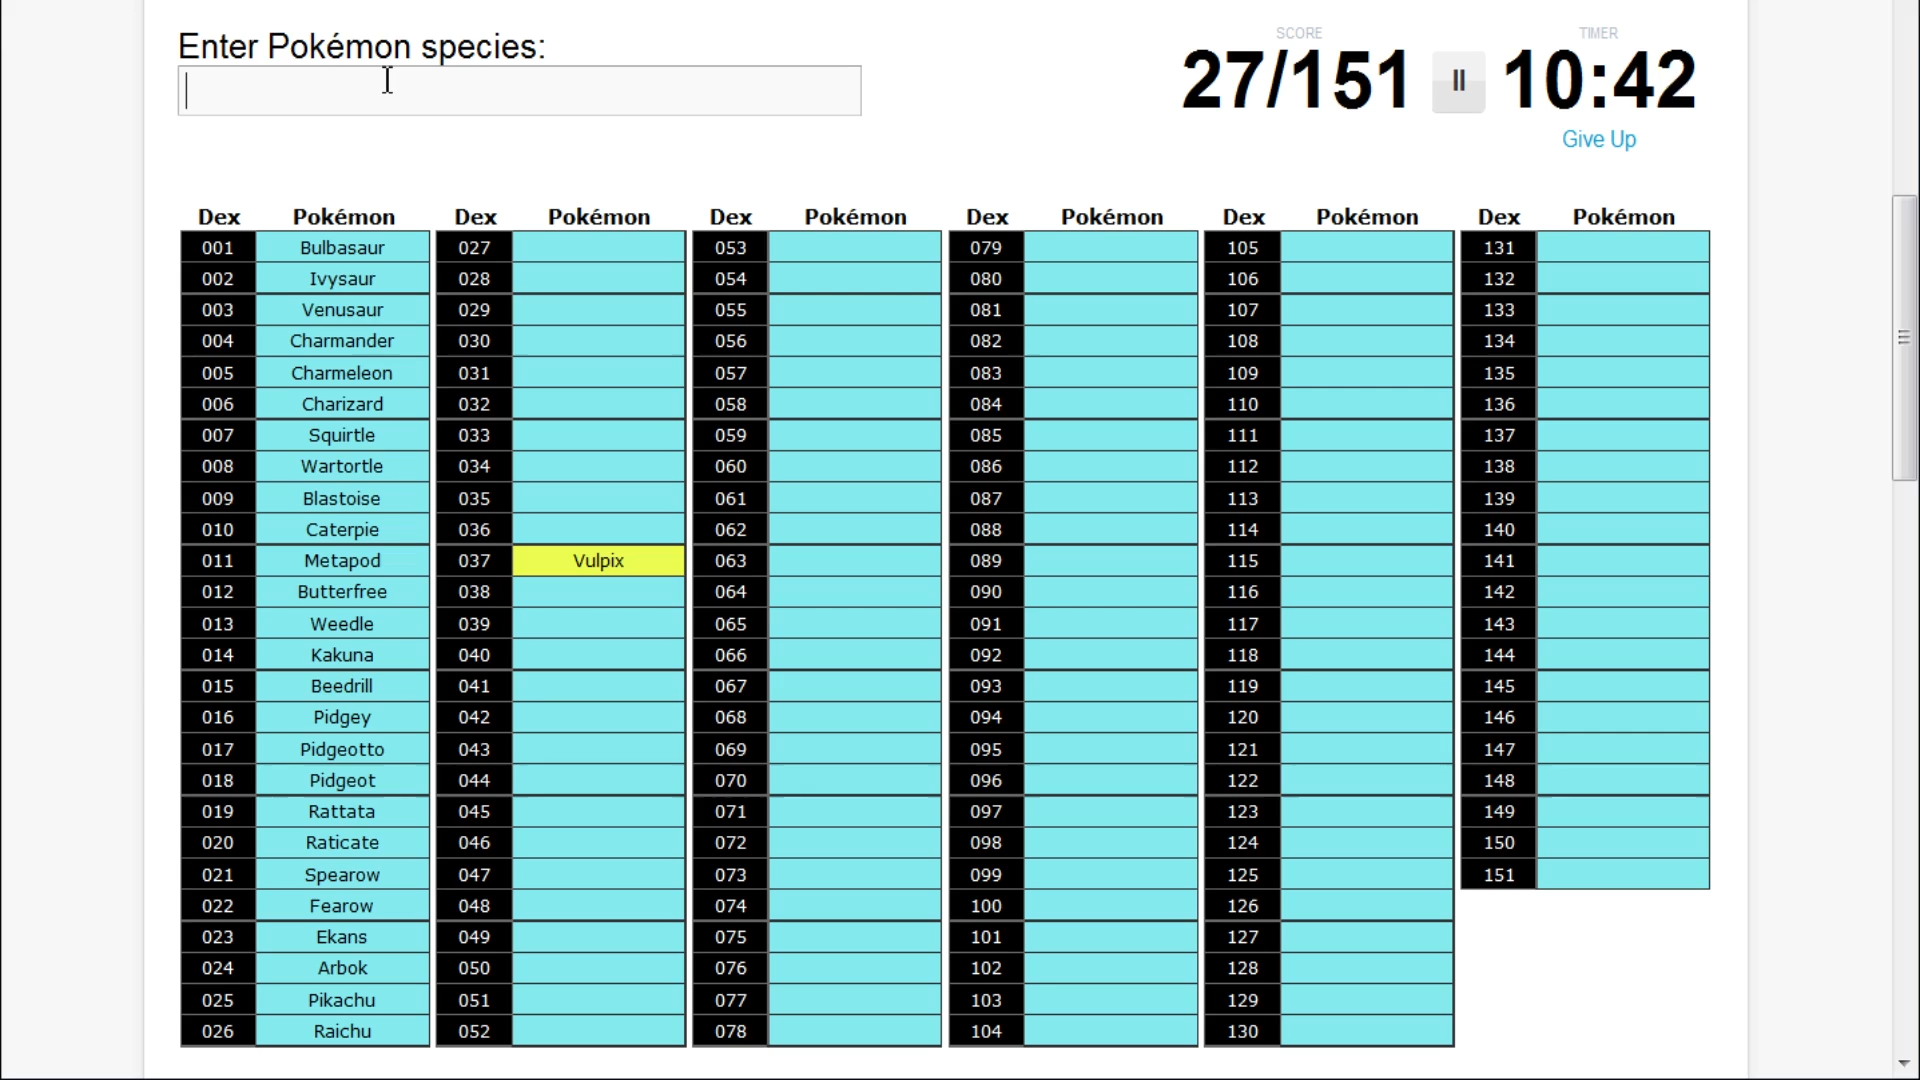 Enter Pokémon species:
SCORE
27/151
TIMER
10:42
Give Up
Dex Pokémon Dex Pokémon Dex Pokémon Dex Pokémon Dex Pokémon Dex Pokémon
001 Bulbasaur 027 053 079 105 131
002 Ivysaur 028 054 080 106 132
003 Venusaur 029 055 081 107 133
004 Charmander 030 056 082 108 134
005 Charmeleon 031 057 083 109 135
006 Charizard 032 058 084 110 136
007 Squirtle 033 059 085 111 137
008 Wartortle 034 060 086 112 138
009 Blastoise 035 061 087 113 139
010 Caterpie 036 062 088 114 140
011 Metapod 037 Vulpix 063 089 115 141
012 Butterfree 038 064 090 116 142
013 Weedle 039 065 091 117 143
014 Kakuna 040 066 092 118 144
015 Beedrill 041 067 093 119 145
016 Pidgey 042 068 094 120 146
017 Pidgeotto 043 069 095 121 147
018 Pidgeot 044 070 096 122 148
019 Rattata 045 071 097 123 149
020 Raticate 046 072 098 124 150
021 Spearow 047 073 099 125 151
022 Fearow 048 074 100 126
023 Ekans 049 075 101 127
024 Arbok 050 076 102 128
025 Pikachu 051 077 103 129
026 Raichu 052 078 104 130